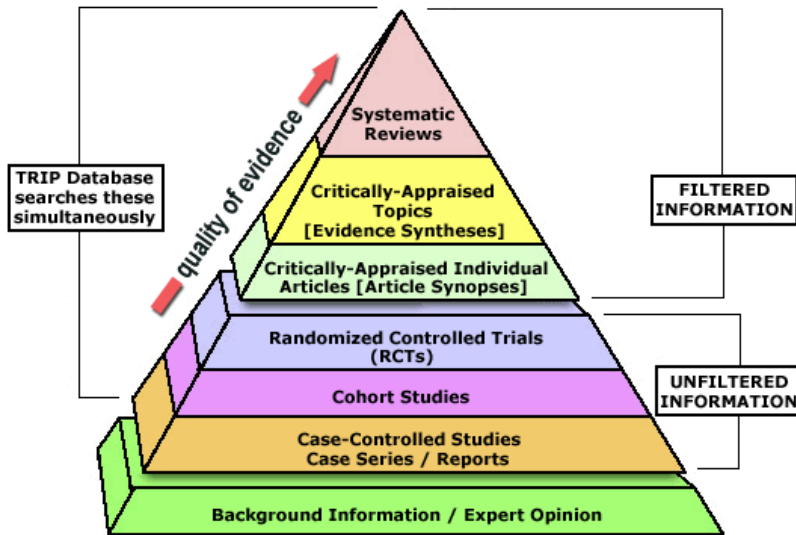 Systematic
Reviews
TRIP Database
searches these
simultaneously
quality of evidence
Critically-Appraised
Topics
[Evidence Syntheses]
FILTERED
INFORMATION
Critically-Appraised Individual
Articles [Article Synopses]
Randomized Controlled Trials
(RCTs)
Cohort Studies
UNFILTERED
INFORMATION
Case-Controlled Studies
Case Series / Reports
Background Information / Expert Opinion